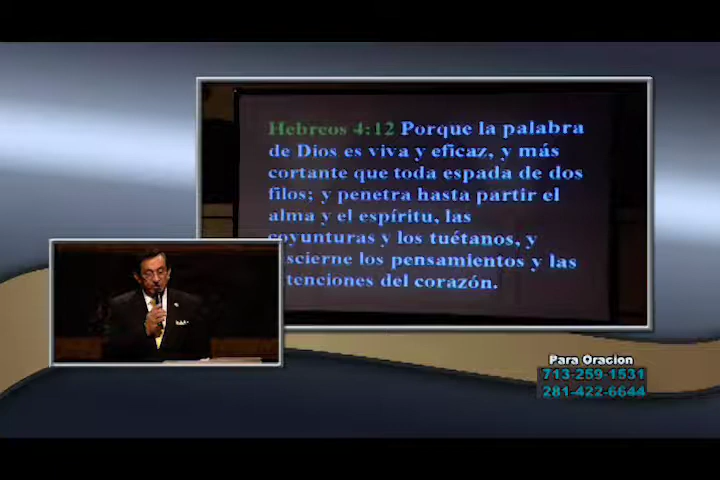 Hebreos 4:12 Porque la palabra
de Dios es viva y eficaz, y más
cortante que toda espada de dos
filos; y penetra hasta partir el
alma y el espíritu, las
coyunturas y los tuétanos, y
iscierne los pensamientos y las
tenciones del corazón.
Para Oracion
713-259-1531
281-422-6644